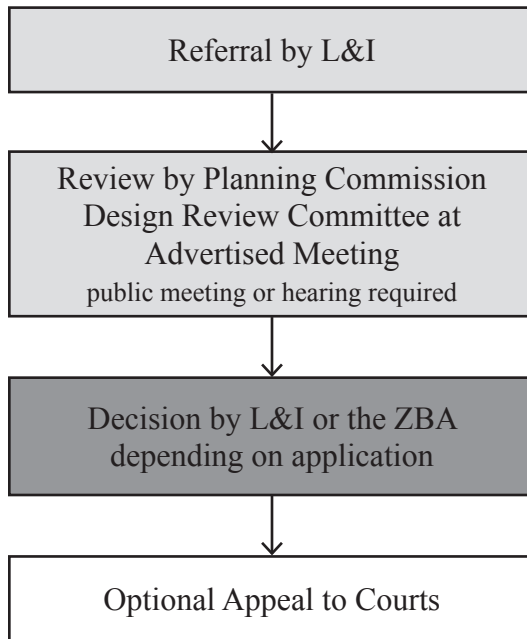 Referral by L&I
Review by Planning Commission
Design Review Committee at
Advertised Meeting
public meeting or hearing required
Decision by L&I or the ZBA
depending on application
Optional Appeal to Courts